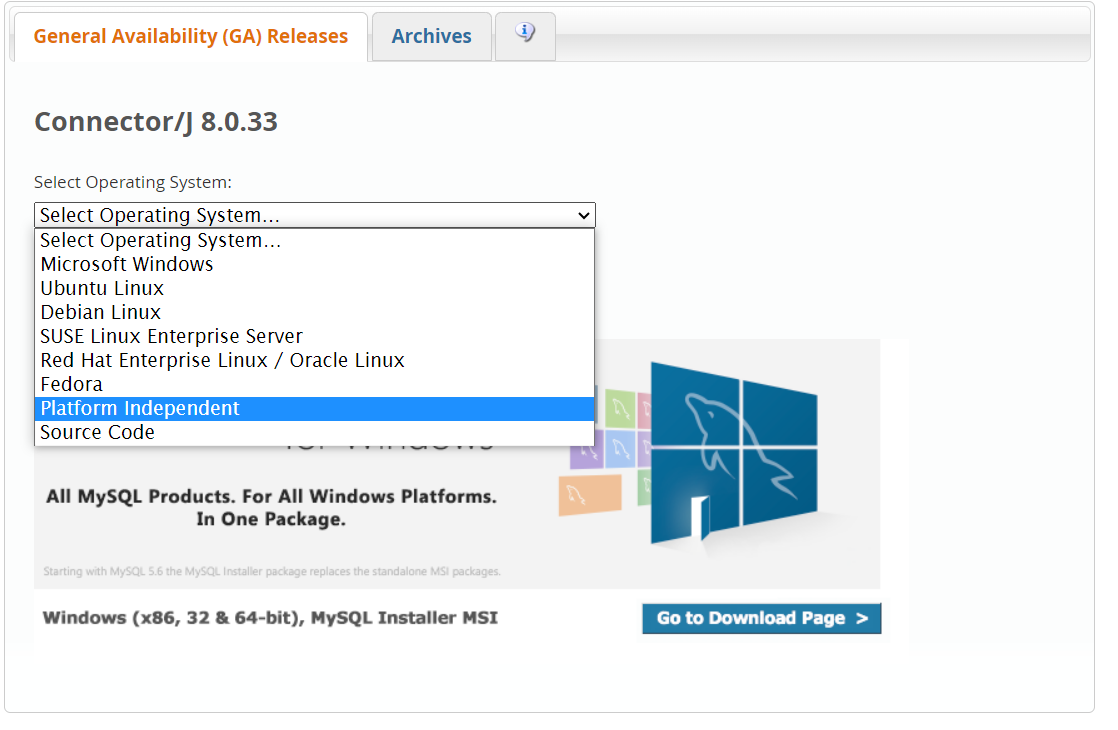 General Availability (GA) Releases
Archives
Connector/J 8.0.33
Select Operating System:
Select Operating System…
Select Operating System…
Microsoft Windows
Ubuntu Linux
Debian Linux
SUSE Linux Enterprise Server
Red Hat Enterprise Linux / Oracle Linux
Fedora
Platform Independent
Source Code
for Windows
All MySQL Products. For All Windows Platforms.
In One Package.
Starting with MySQL 5.6 the MySQL Installer package replaces the standalone MSI packages.
Windows (x86, 32 & 64-bit), MySQL Installer MSI
Go to Download Page >